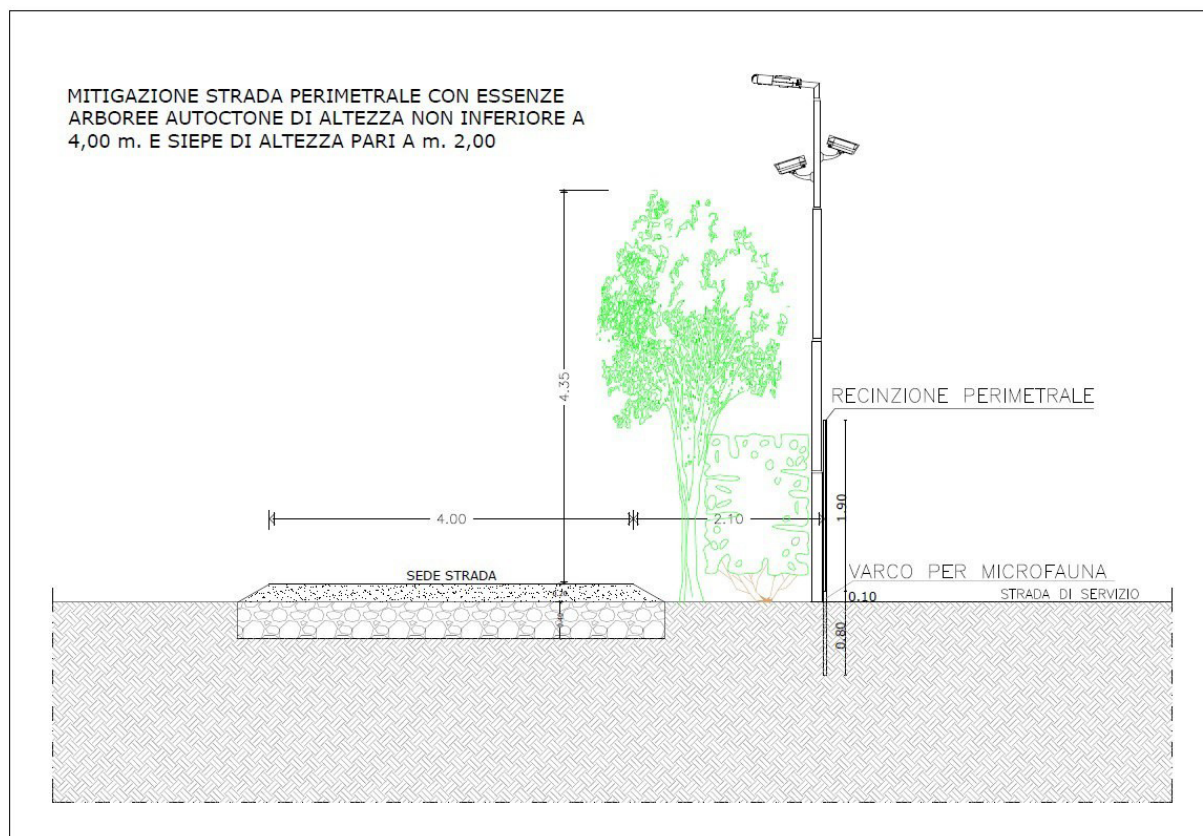 MITIGAZIONE STRADA PERIMETRALE CON ESSENZE
ARBOREE AUTOCTONE DI ALTEZZA NON INFERIORE A
4,00 m. E SIEPE DI ALTEZZA PARI A m. 2,00
4.35
RECINZIONE PERIMETRALE
4.00
2.10
1.90
SEDE STRADA
VARCO PER MICROFAUNA
0.10
STRADA DI SERVIZIO
0.80